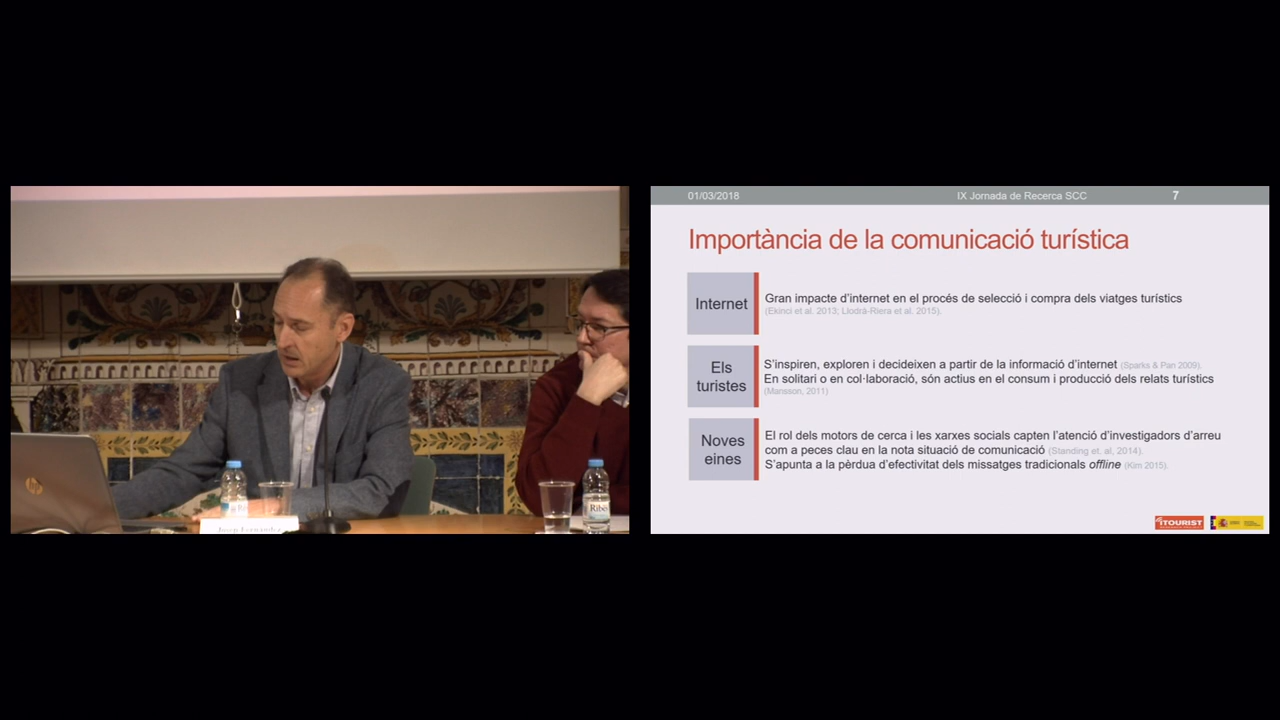 01/03/2018 IX Jornada de Recerca SCC 7
Importància de la comunicació turística
Internet
Gran impacte d'internet en el procés de selecció i compra dels viatges turístics
(Ekinci et al. 2013; Llodrà-Riera et al. 2015).
Els
turistes
S'inspiren, exploren i decideixen a partir de la informació d'internet (Sparks & Pan 2009).
En solitari o en col·laboració, són actius en el consum i producció dels relats turístics
(Mansson, 2011)
Noves
eines
El rol dels motors de cerca i les xarxes socials capten l'atenció d'investigadors d'arreu
com a peces clau en la nota situació de comunicació (Standing et. al, 2014).
S'apunta a la pèrdua d'efectivitat dels missatges tradicionals offline (Kim 2015).
iTOURIST
hp
Ribes